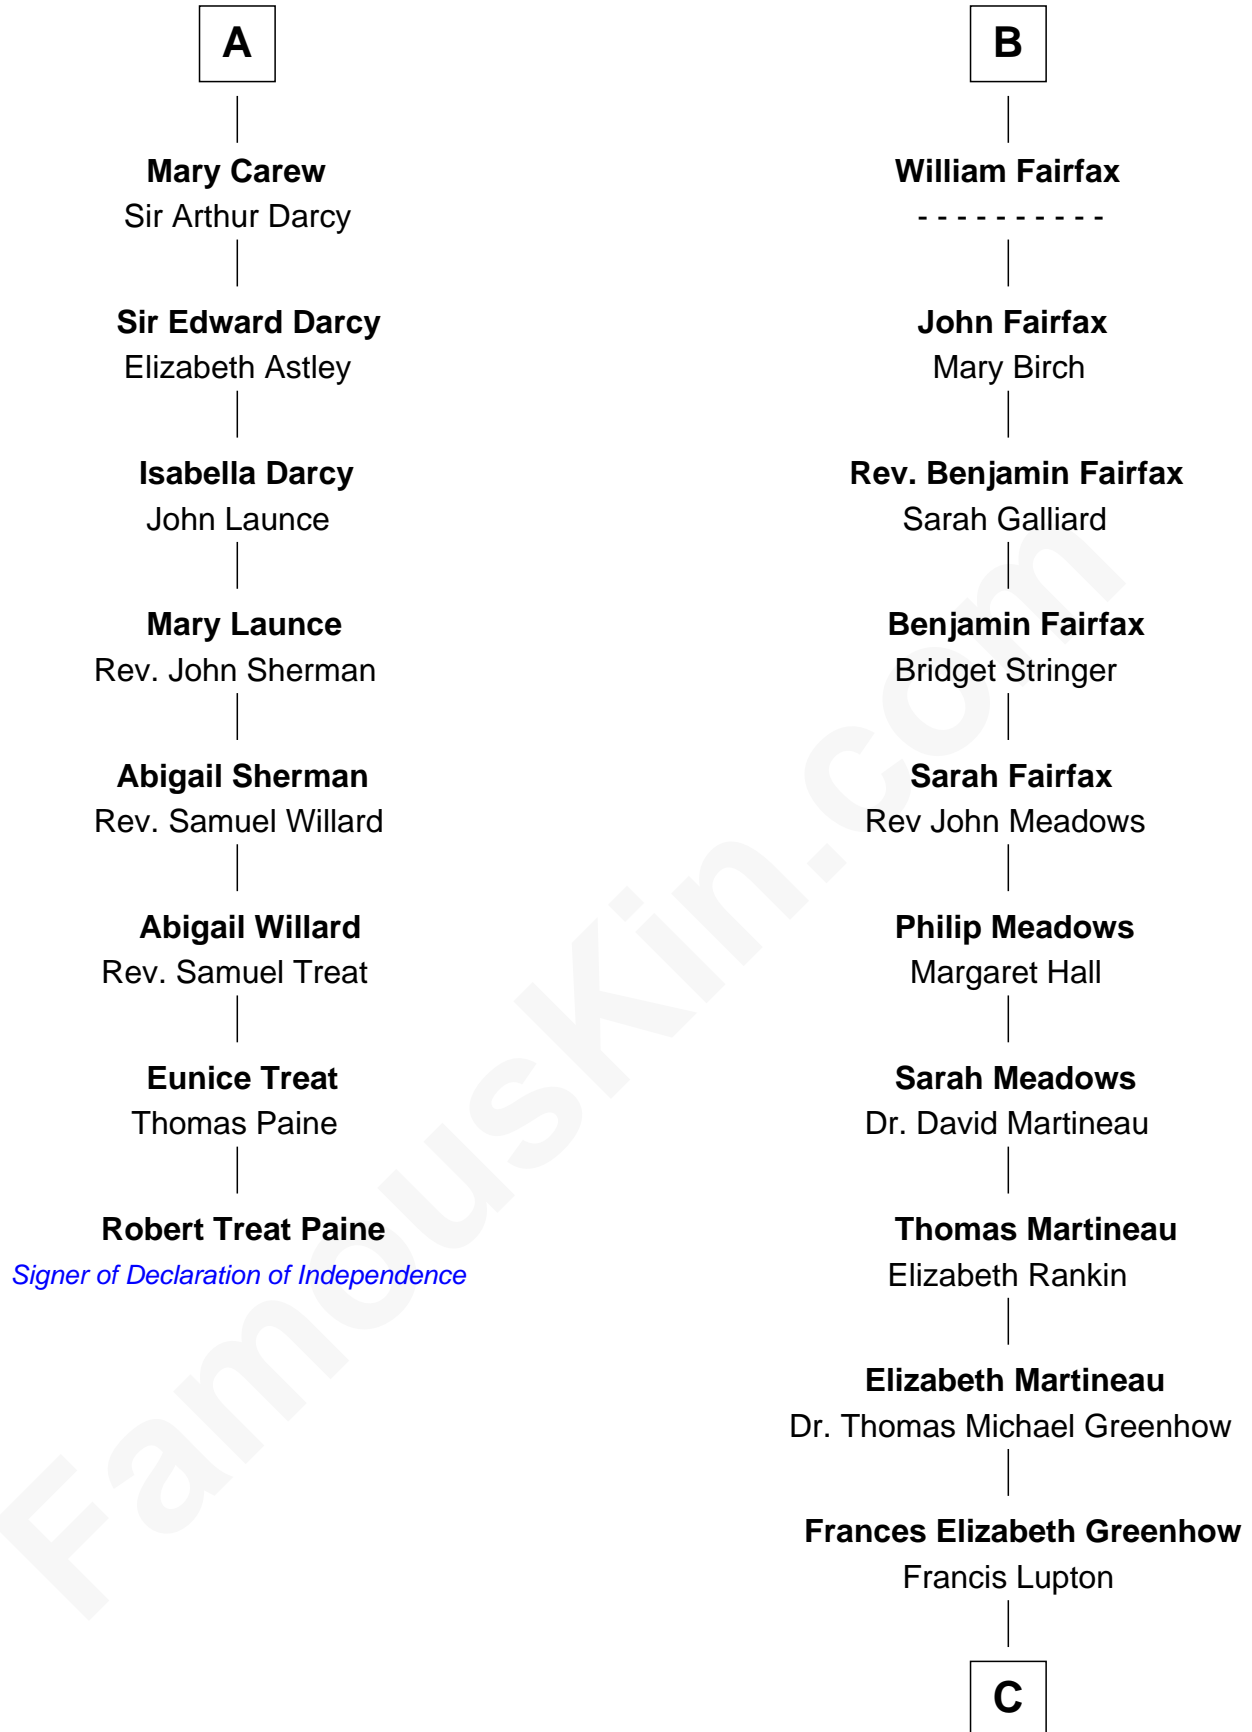 A
Mary Carew
Sir Arthur Darcy
Sir Edward Darcy
Elizabeth Astley
Isabella Darcy
John Launce
Mary Launce
Rev. John Sherman
Abigail Sherman
Rev. Samuel Willard
Abigail Willard
Rev. Samuel Treat
Eunice Treat
Thomas Paine
Robert Treat Paine
Signer of Declaration of Independence
B
William Fairfax
- - - - - - - - - -
John Fairfax
Mary Birch
Rev. Benjamin Fairfax
Sarah Galliard
Benjamin Fairfax
Bridget Stringer
Sarah Fairfax
Rev John Meadows
Philip Meadows
Margaret Hall
Sarah Meadows
Dr. David Martineau
Thomas Martineau
Elizabeth Rankin
Elizabeth Martineau
Dr. Thomas Michael Greenhow
Frances Elizabeth Greenhow
Francis Lupton
C
FamousKin.com